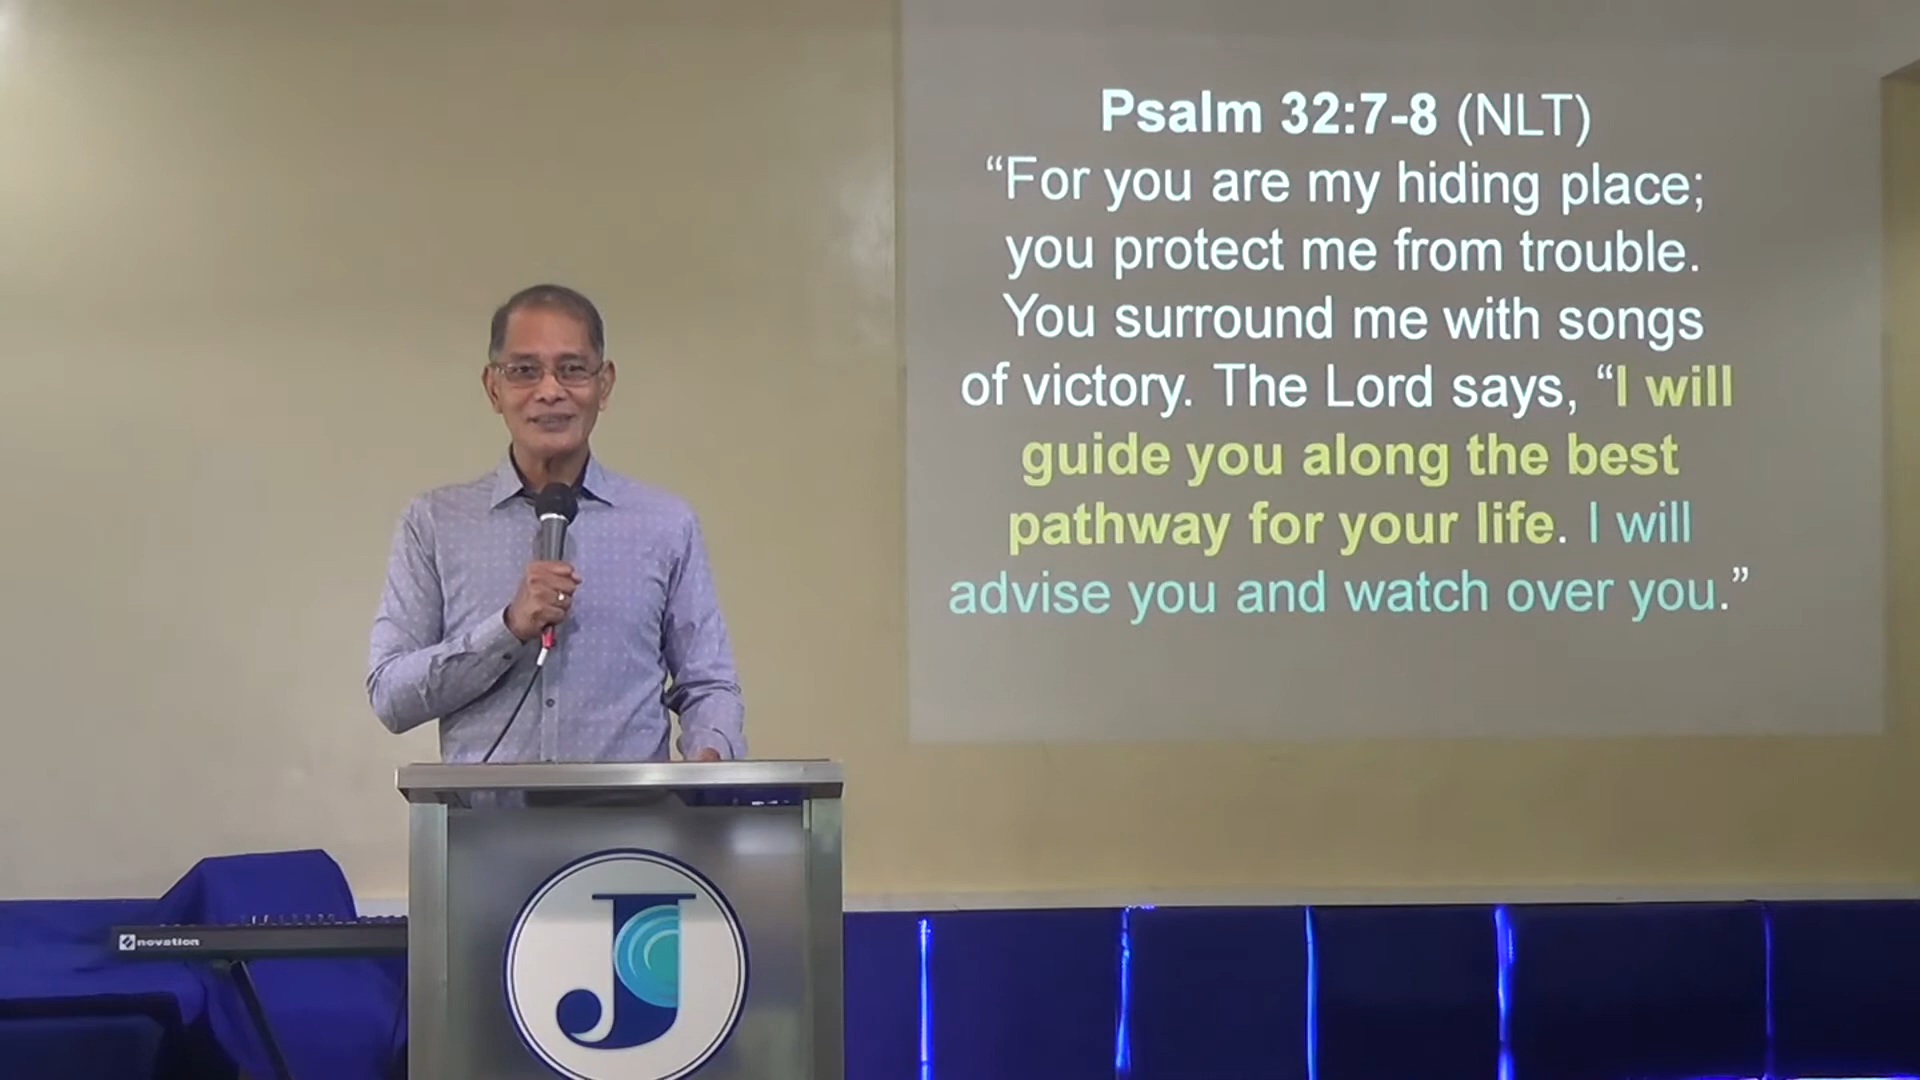 Psalm 32:7-8 (NLT)
“For you are my hiding place;
you protect me from trouble.
You surround me with songs
of victory. The Lord says, “I will
guide you along the best
pathway for your life. I will
advise you and watch over you.”
novation
J